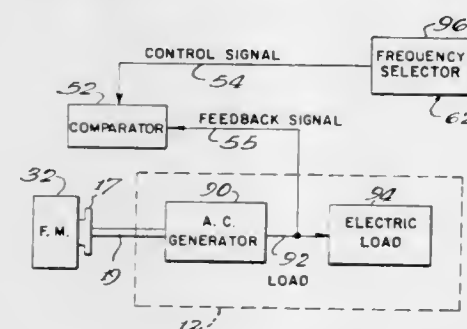 96
CONTROL SIGNAL
54
FREQUENCY
SELECTOR
52
62
COMPARATOR
FEEDBACK SIGNAL
55
32
17
90
94
F. M.
A. C.
GENERATOR
ELECTRIC
LOAD
19
92
LOAD
12